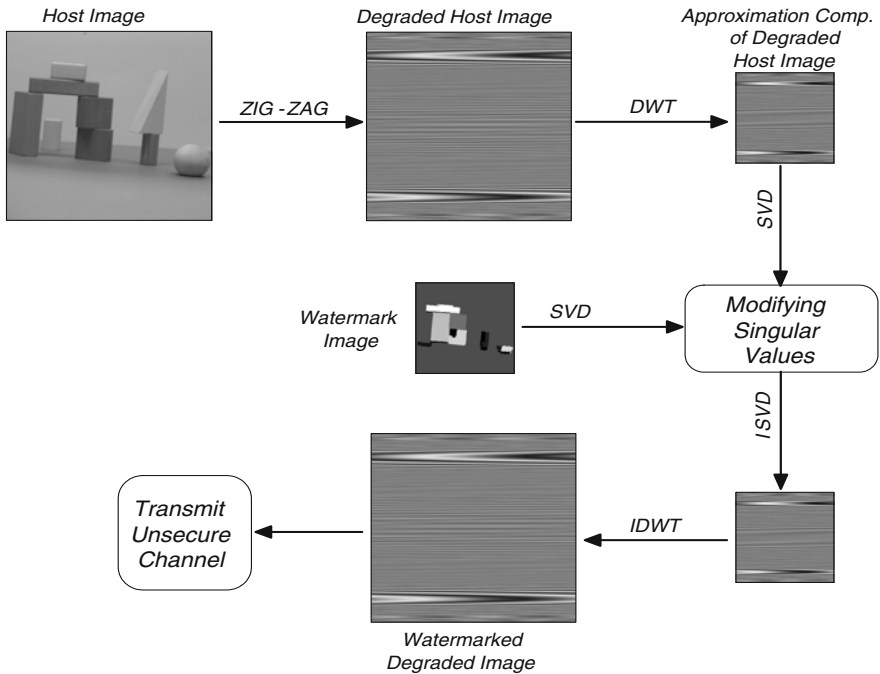 Host Image
Degraded Host Image
Approximation Comp.
of Degraded
Host Image
ZIG - ZAG
DWT
SVD
Watermark
Image
SVD
Modifying
Singular
Values
ISVD
Transmit
Unsecure
Channel
IDWT
Watermarked
Degraded Image